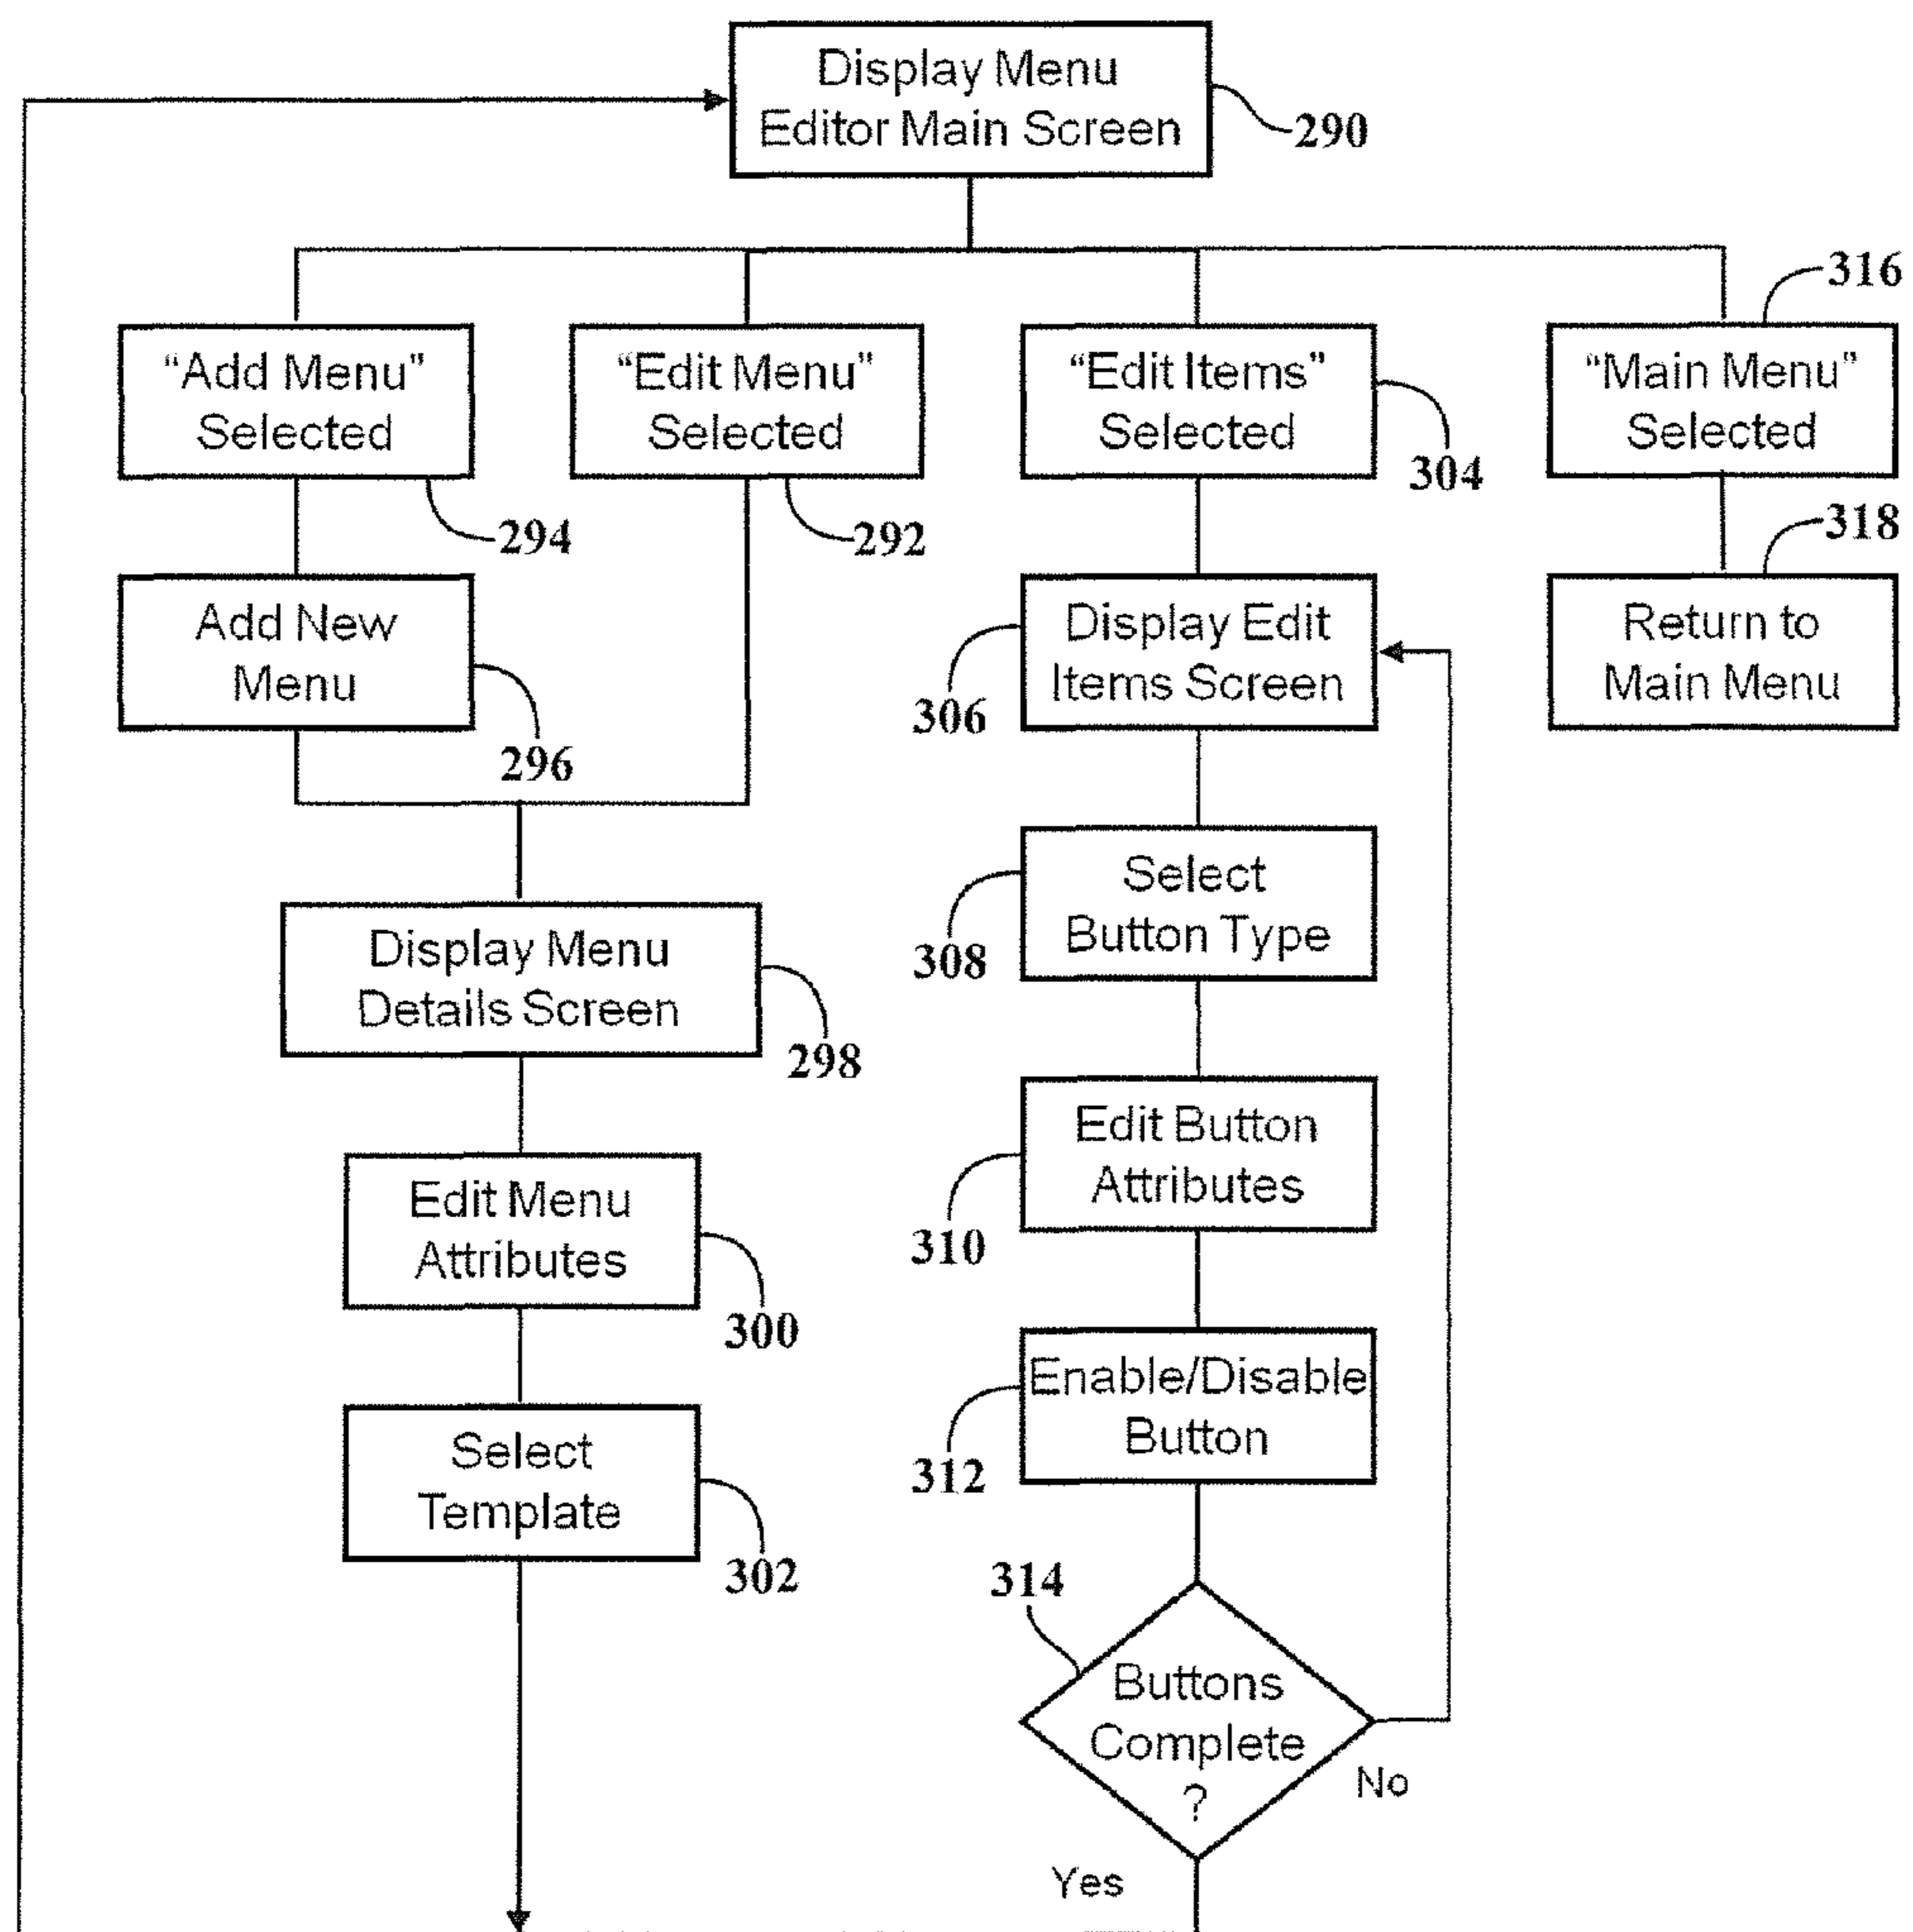 Display Menu
Editor Main Screen
290
316
"Add Menu"
Selected
"Edit Menu"
Selected
"Edit Items"
Selected
"Main Menu"
Selected
304
294
292
318
Add New
Menu
Display Edit
Items Screen
Return to
Main Menu
306
296
Select
Button Type
308
Display Menu
Details Screen
298
Edit Button
Attributes
310
Edit Menu
Attributes
300
Enable/Disable
Button
312
Select
Template
302
314
Buttons
Complete
?
No
Yes